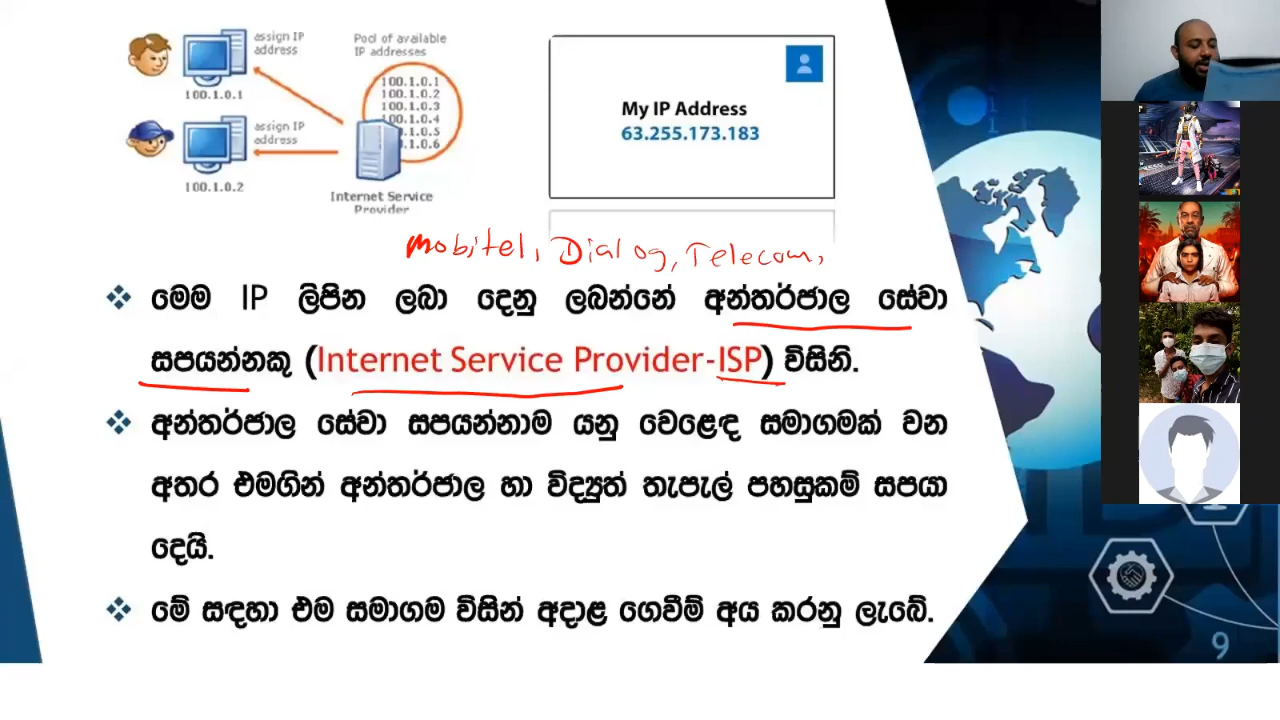 assign IP
address
100.1.0.1
assign IP
address
100.1.0.2
Pool of available
IP addresses
100.1.0.1
100.1.0.2
100.1.0.3
100.1.0.4
.1.0.5
.1.0.6
Internet Service
Provider
My IP Address
63.255.173.183
Mobitel, Dialog, Telecom,
❖ මෙම IP ලිපින ලබා දෙනු ලබන්නේ අන්තර්ජාල සේවා
සපයන්නකු (Internet Service Provider-ISP) විසිනි.
❖ අන්තර්ජාල සේවා සපයන්නාම යනු වෙළෙඳ සමාගමක් වන
අතර එමගින් අන්තර්ජාල හා විද්‍යුත් තැපැල් පහසුකම් සපයා
දෙයි.
❖ මේ සඳහා එම සමාගම විසින් අදාළ ගෙවීම් අය කරනු ලැබේ.
9